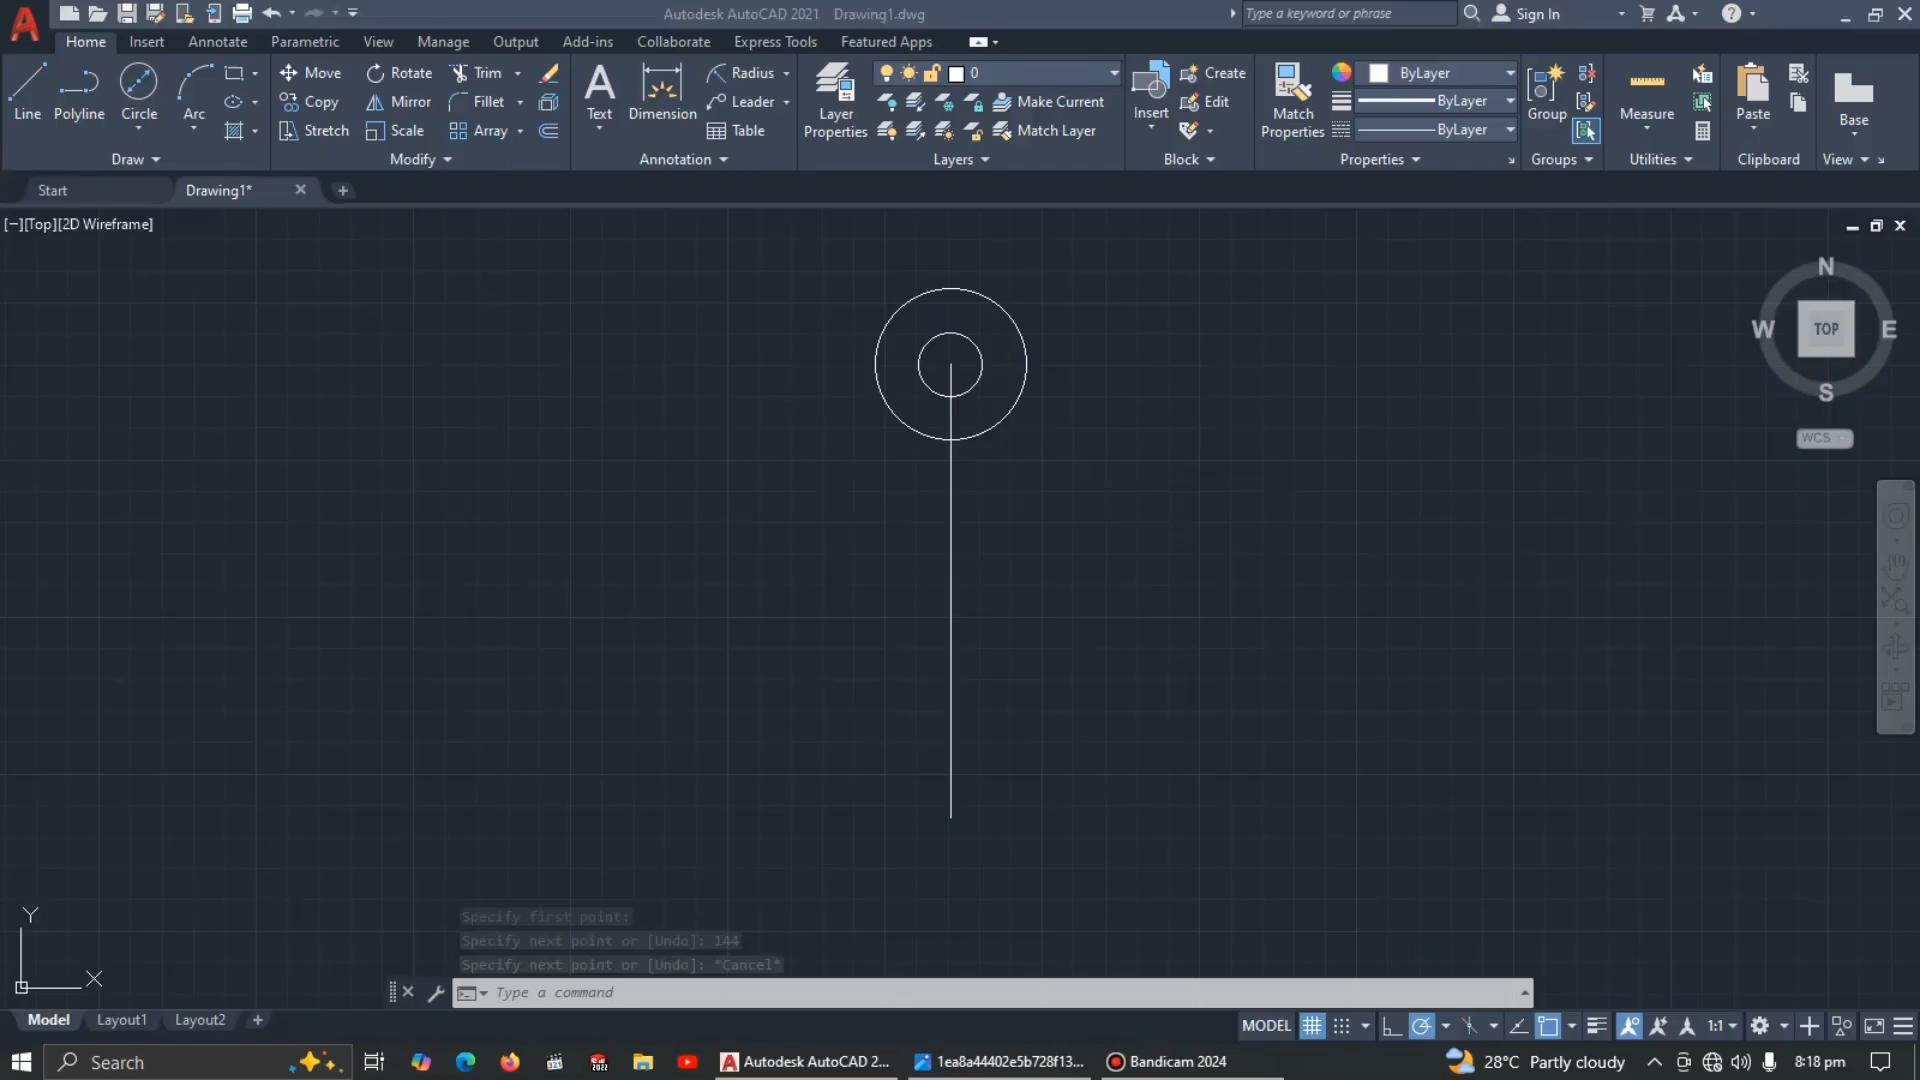 Autodesk AutoCAD 2021 Drawing1.dwg
Type a keyword or phrase
Sign In
Home Insert Annotate Parametric View Manage Output Add-ins Collaborate Express Tools Featured Apps
Line Polyline Circle Arc
Move Rotate Trim
Copy Mirror Fillet
Stretch Scale Array
Text Dimension
Radius
Leader
Table
Layer Properties
0
Make Current
Match Layer
Insert
Create
Edit
Match Properties
ByLayer
ByLayer
ByLayer
Group
Measure
Paste
Base
Draw Modify Annotation Layers Block Properties Groups Utilities Clipboard View
Start Drawing1*
[−][Top][2D Wireframe]
N
W TOP E
S
WCS
Y
X
Specify first point:
Specify next point or [Undo]: 144
Specify next point or [Undo]: *Cancel*
Type a command
Model Layout1 Layout2
MODEL 1:1
Search
2022
Autodesk AutoCAD 2...
1ea8a44402e5b728f13...
Bandicam 2024
28°C Partly cloudy
8:18 pm